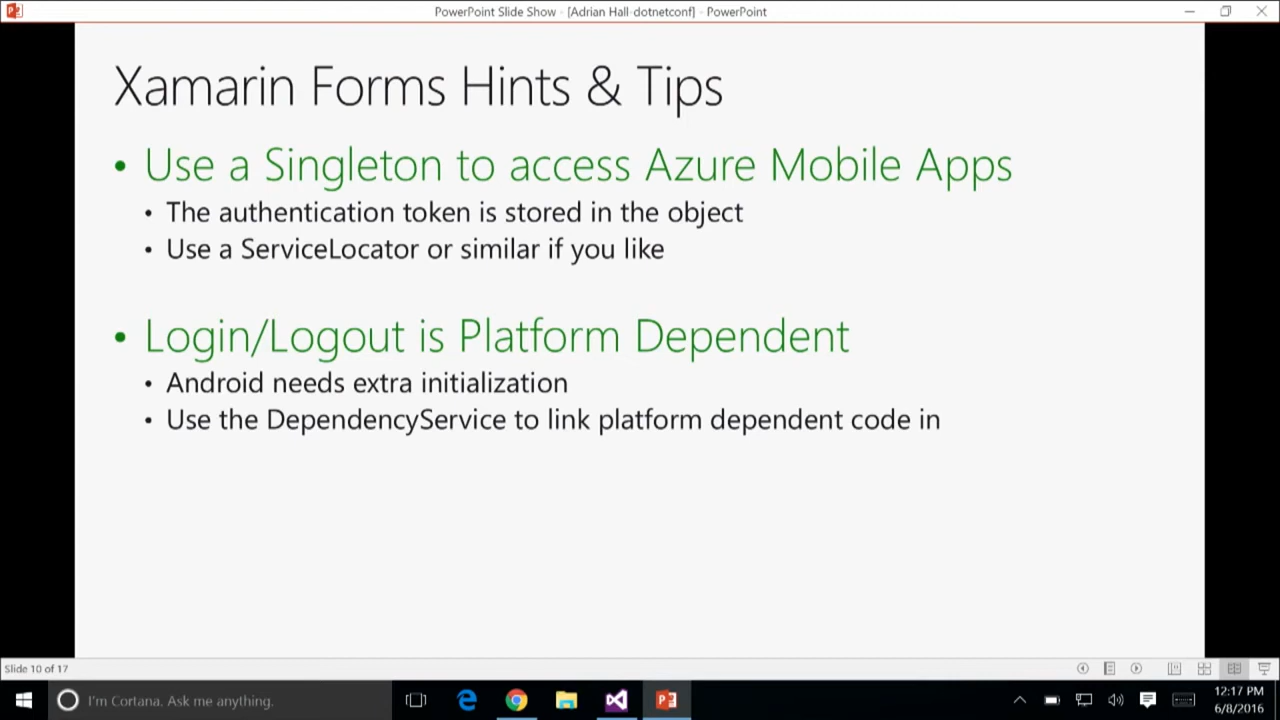 PowerPoint Slide Show - [Adrian Hall-dotnetconf] - PowerPoint
Xamarin Forms Hints & Tips
• Use a Singleton to access Azure Mobile Apps
• The authentication token is stored in the object
• Use a ServiceLocator or similar if you like
• Login/Logout is Platform Dependent
• Android needs extra initialization
• Use the DependencyService to link platform dependent code in
Slide 10 of 17
I'm Cortana. Ask me anything.
12:17 PM
6/8/2016